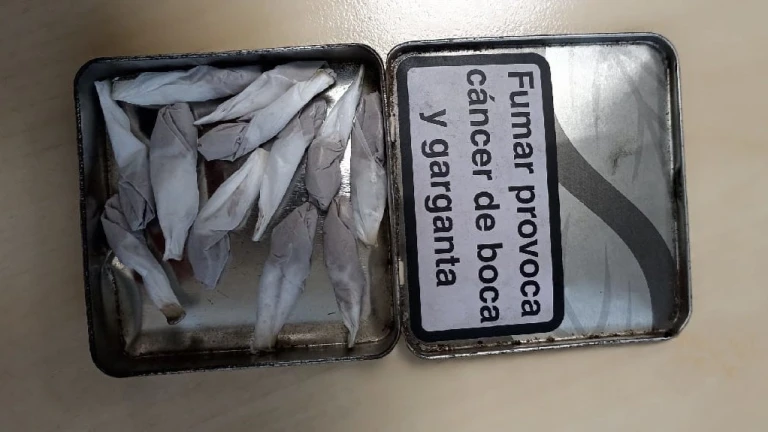 Fumar provoca
cáncer de boca
y garganta